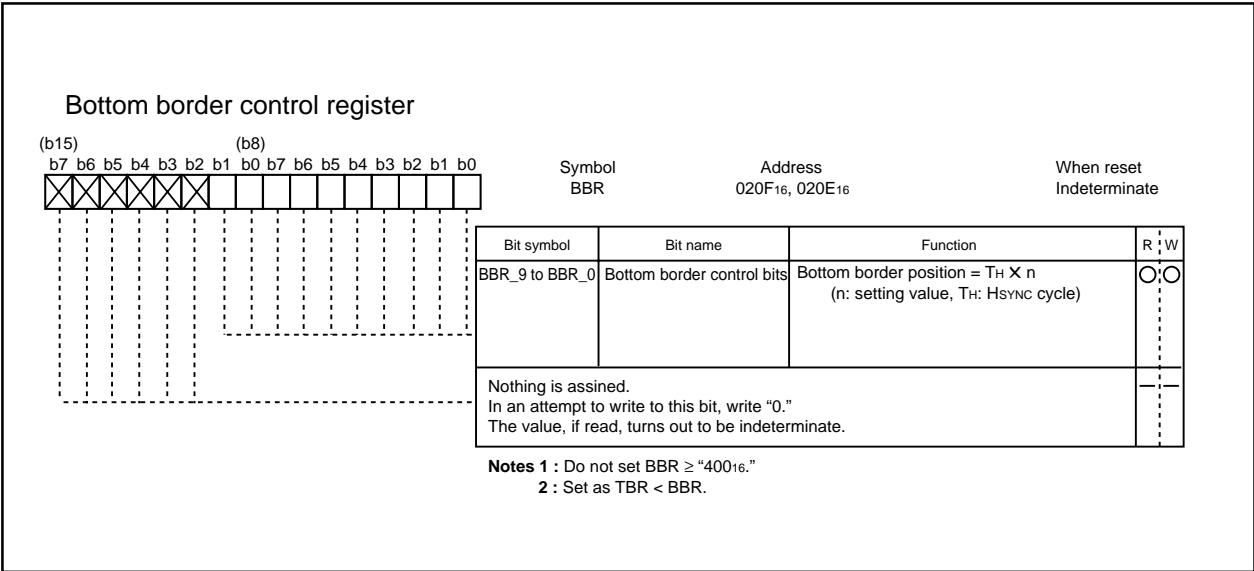 Bottom border control register
(b15) (b8)
b7 b6 b5 b4 b3 b2 b1 b0 b7 b6 b5 b4 b3 b2 b1 b0
Symbol Address When reset
BBR 020F16, 020E16 Indeterminate
Bit symbol Bit name Function R W
BBR_9 to BBR_0 Bottom border control bits Bottom border position = TH X n
(n: setting value, TH: HSYNC cycle)
Nothing is assined.
In an attempt to write to this bit, write “0.”
The value, if read, turns out to be indeterminate.
Notes 1 : Do not set BBR ≥ “40016.”
2 : Set as TBR < BBR.